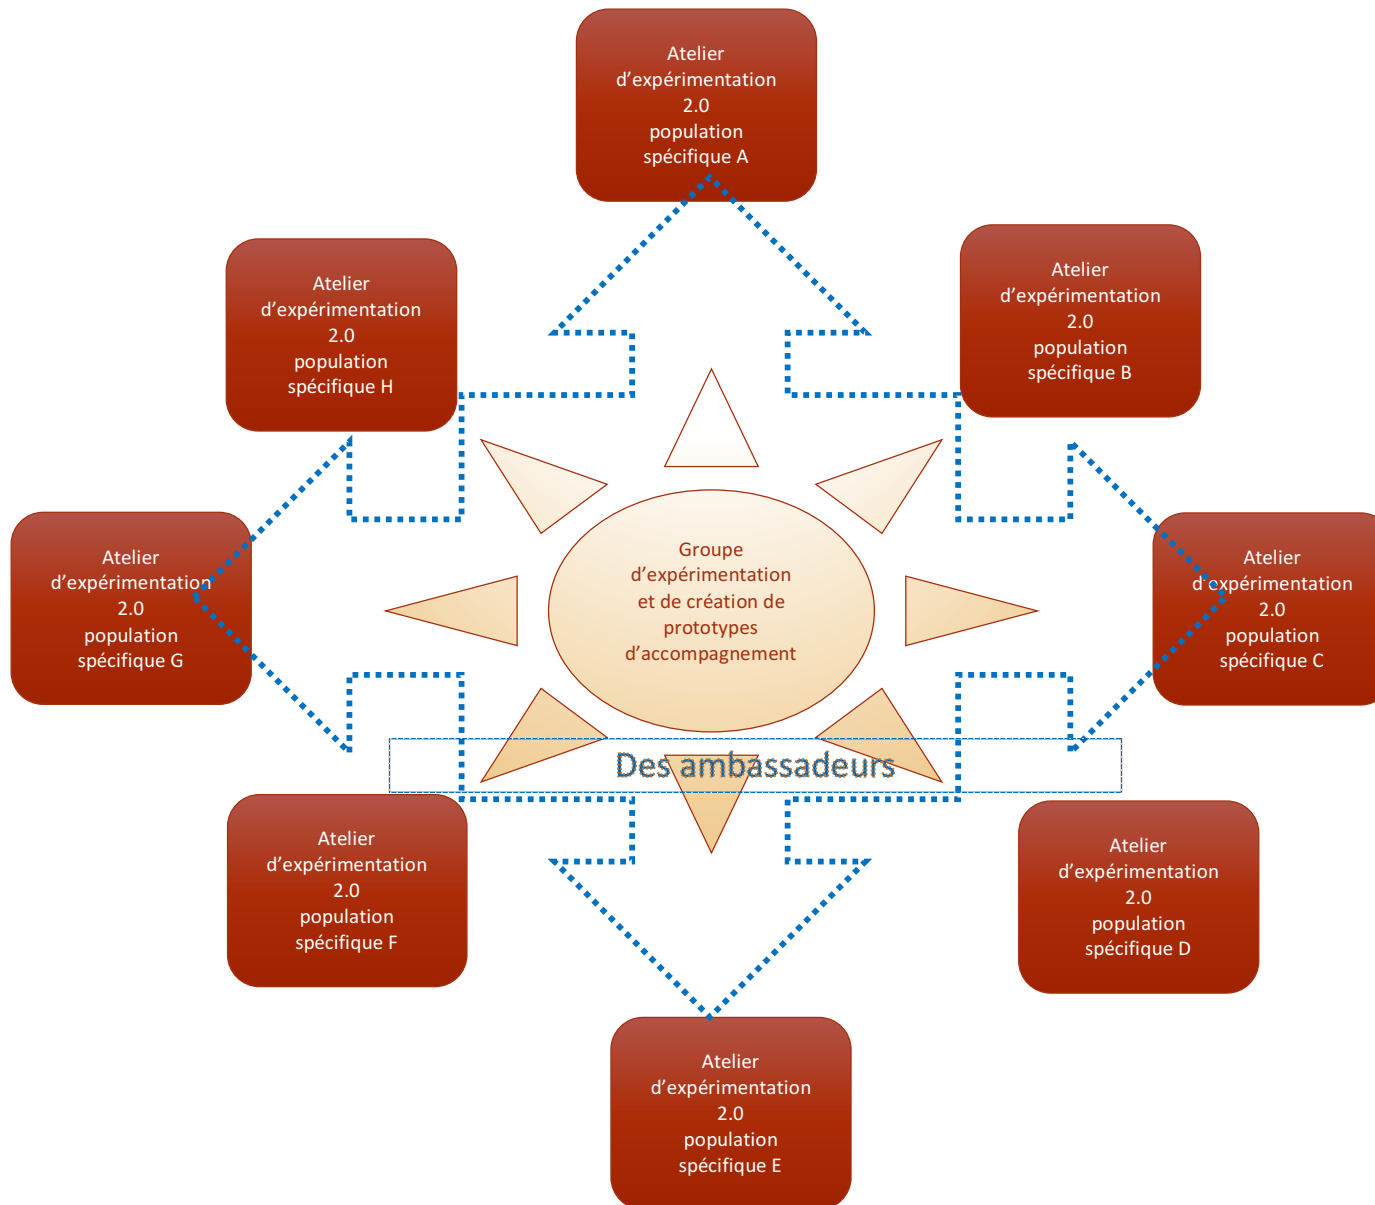 Atelier
d’expérimentation
2.0
population
spécifique A
Atelier
d’expérimentation
2.0
population
spécifique H
Atelier
d’expérimentation
2.0
population
spécifique B
Atelier
d’expérimentation
2.0
population
spécifique G
Groupe
d’expérimentation
et de création de
prototypes
d’accompagnement
Atelier
d’expérimentation
2.0
population
spécifique C
Des ambassadeurs
Atelier
d’expérimentation
2.0
population
spécifique F
Atelier
d’expérimentation
2.0
population
spécifique D
Atelier
d’expérimentation
2.0
population
spécifique E